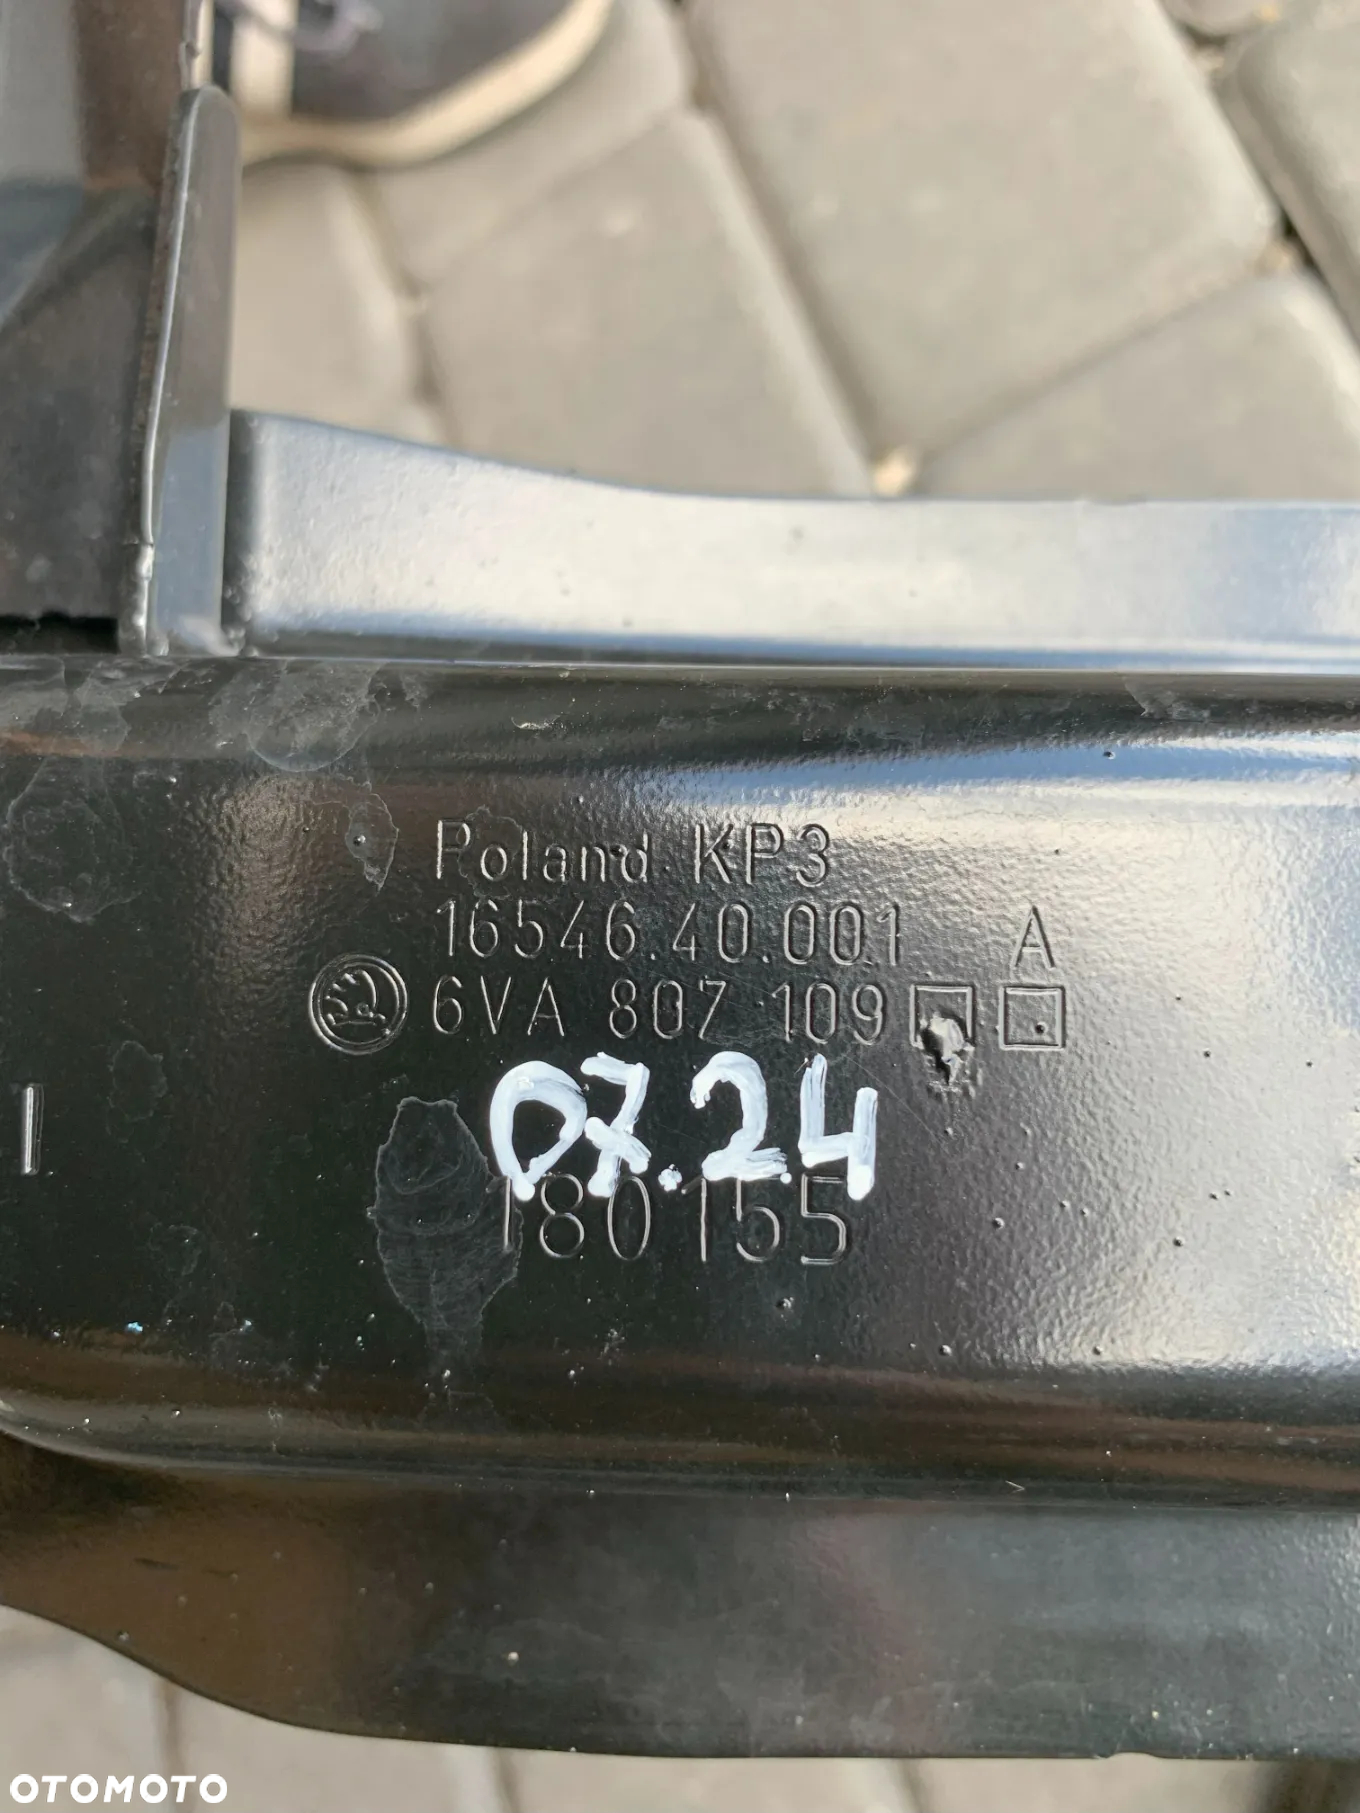 Poland KP3
16546.40.001 A
6VA 807 109
07.24
180155
OTOMOTO